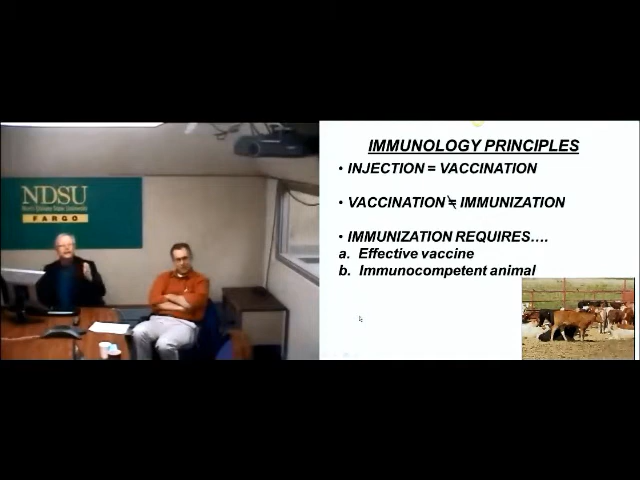 NDSU
North Dakota State University
FARGO
IMMUNOLOGY PRINCIPLES
• INJECTION = VACCINATION
• VACCINATION ≠ IMMUNIZATION
• IMMUNIZATION REQUIRES....
a. Effective vaccine
b. Immunocompetent animal